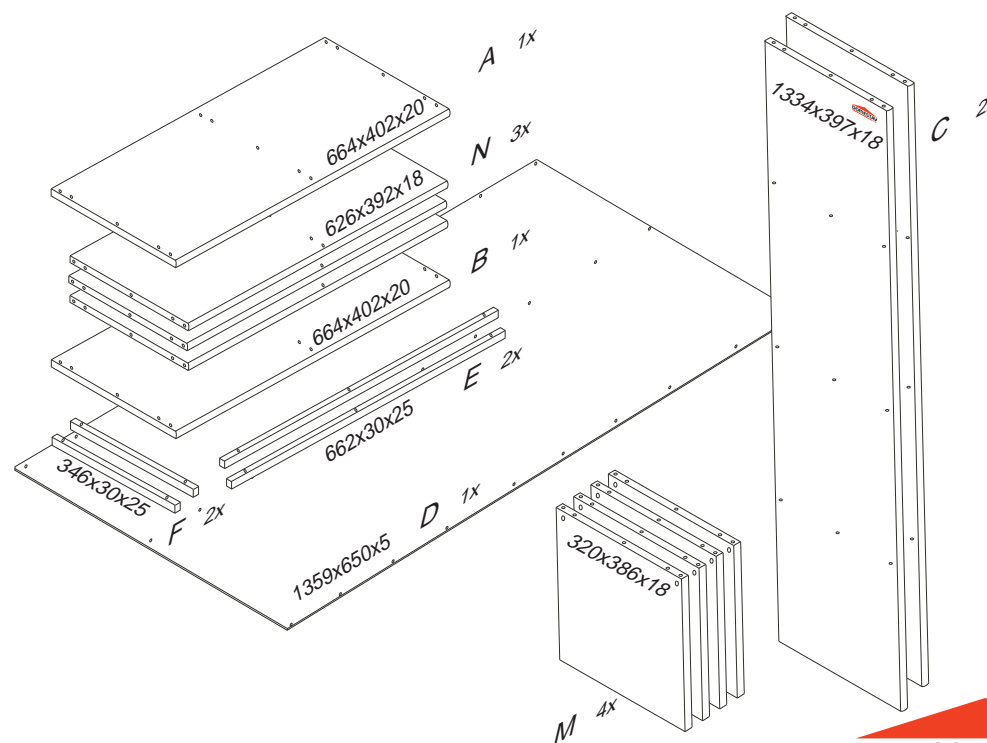 A 1x
664x402x20
N 3x
626x392x18
B 1x
664x402x20
E 2x
662x30x25
346x30x25
F 2x
D 1x
1359x650x5
320x386x18
M 4x
1334x397x18
C 2